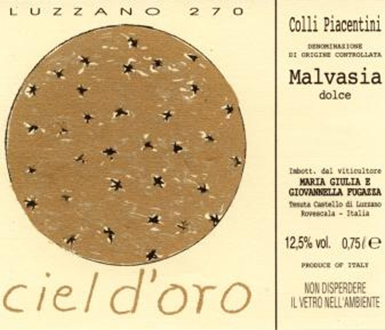 LUZZANO 270
ciel d'oro
Colli Piacentini
DENOMINAZIONE
DI ORIGINE CONTROLLATA
Malvasia
dolce
Imbott. dal viticoltore
MARIA GIULIA E
GIOVANNELLA FUGAZZA
Tenuta Castello di Luzzano
Rovescala - Italia
12,5% vol. 0,75 l e
PRODUCE OF ITALY
NON DISPERDERE
IL VETRO NELL'AMBIENTE